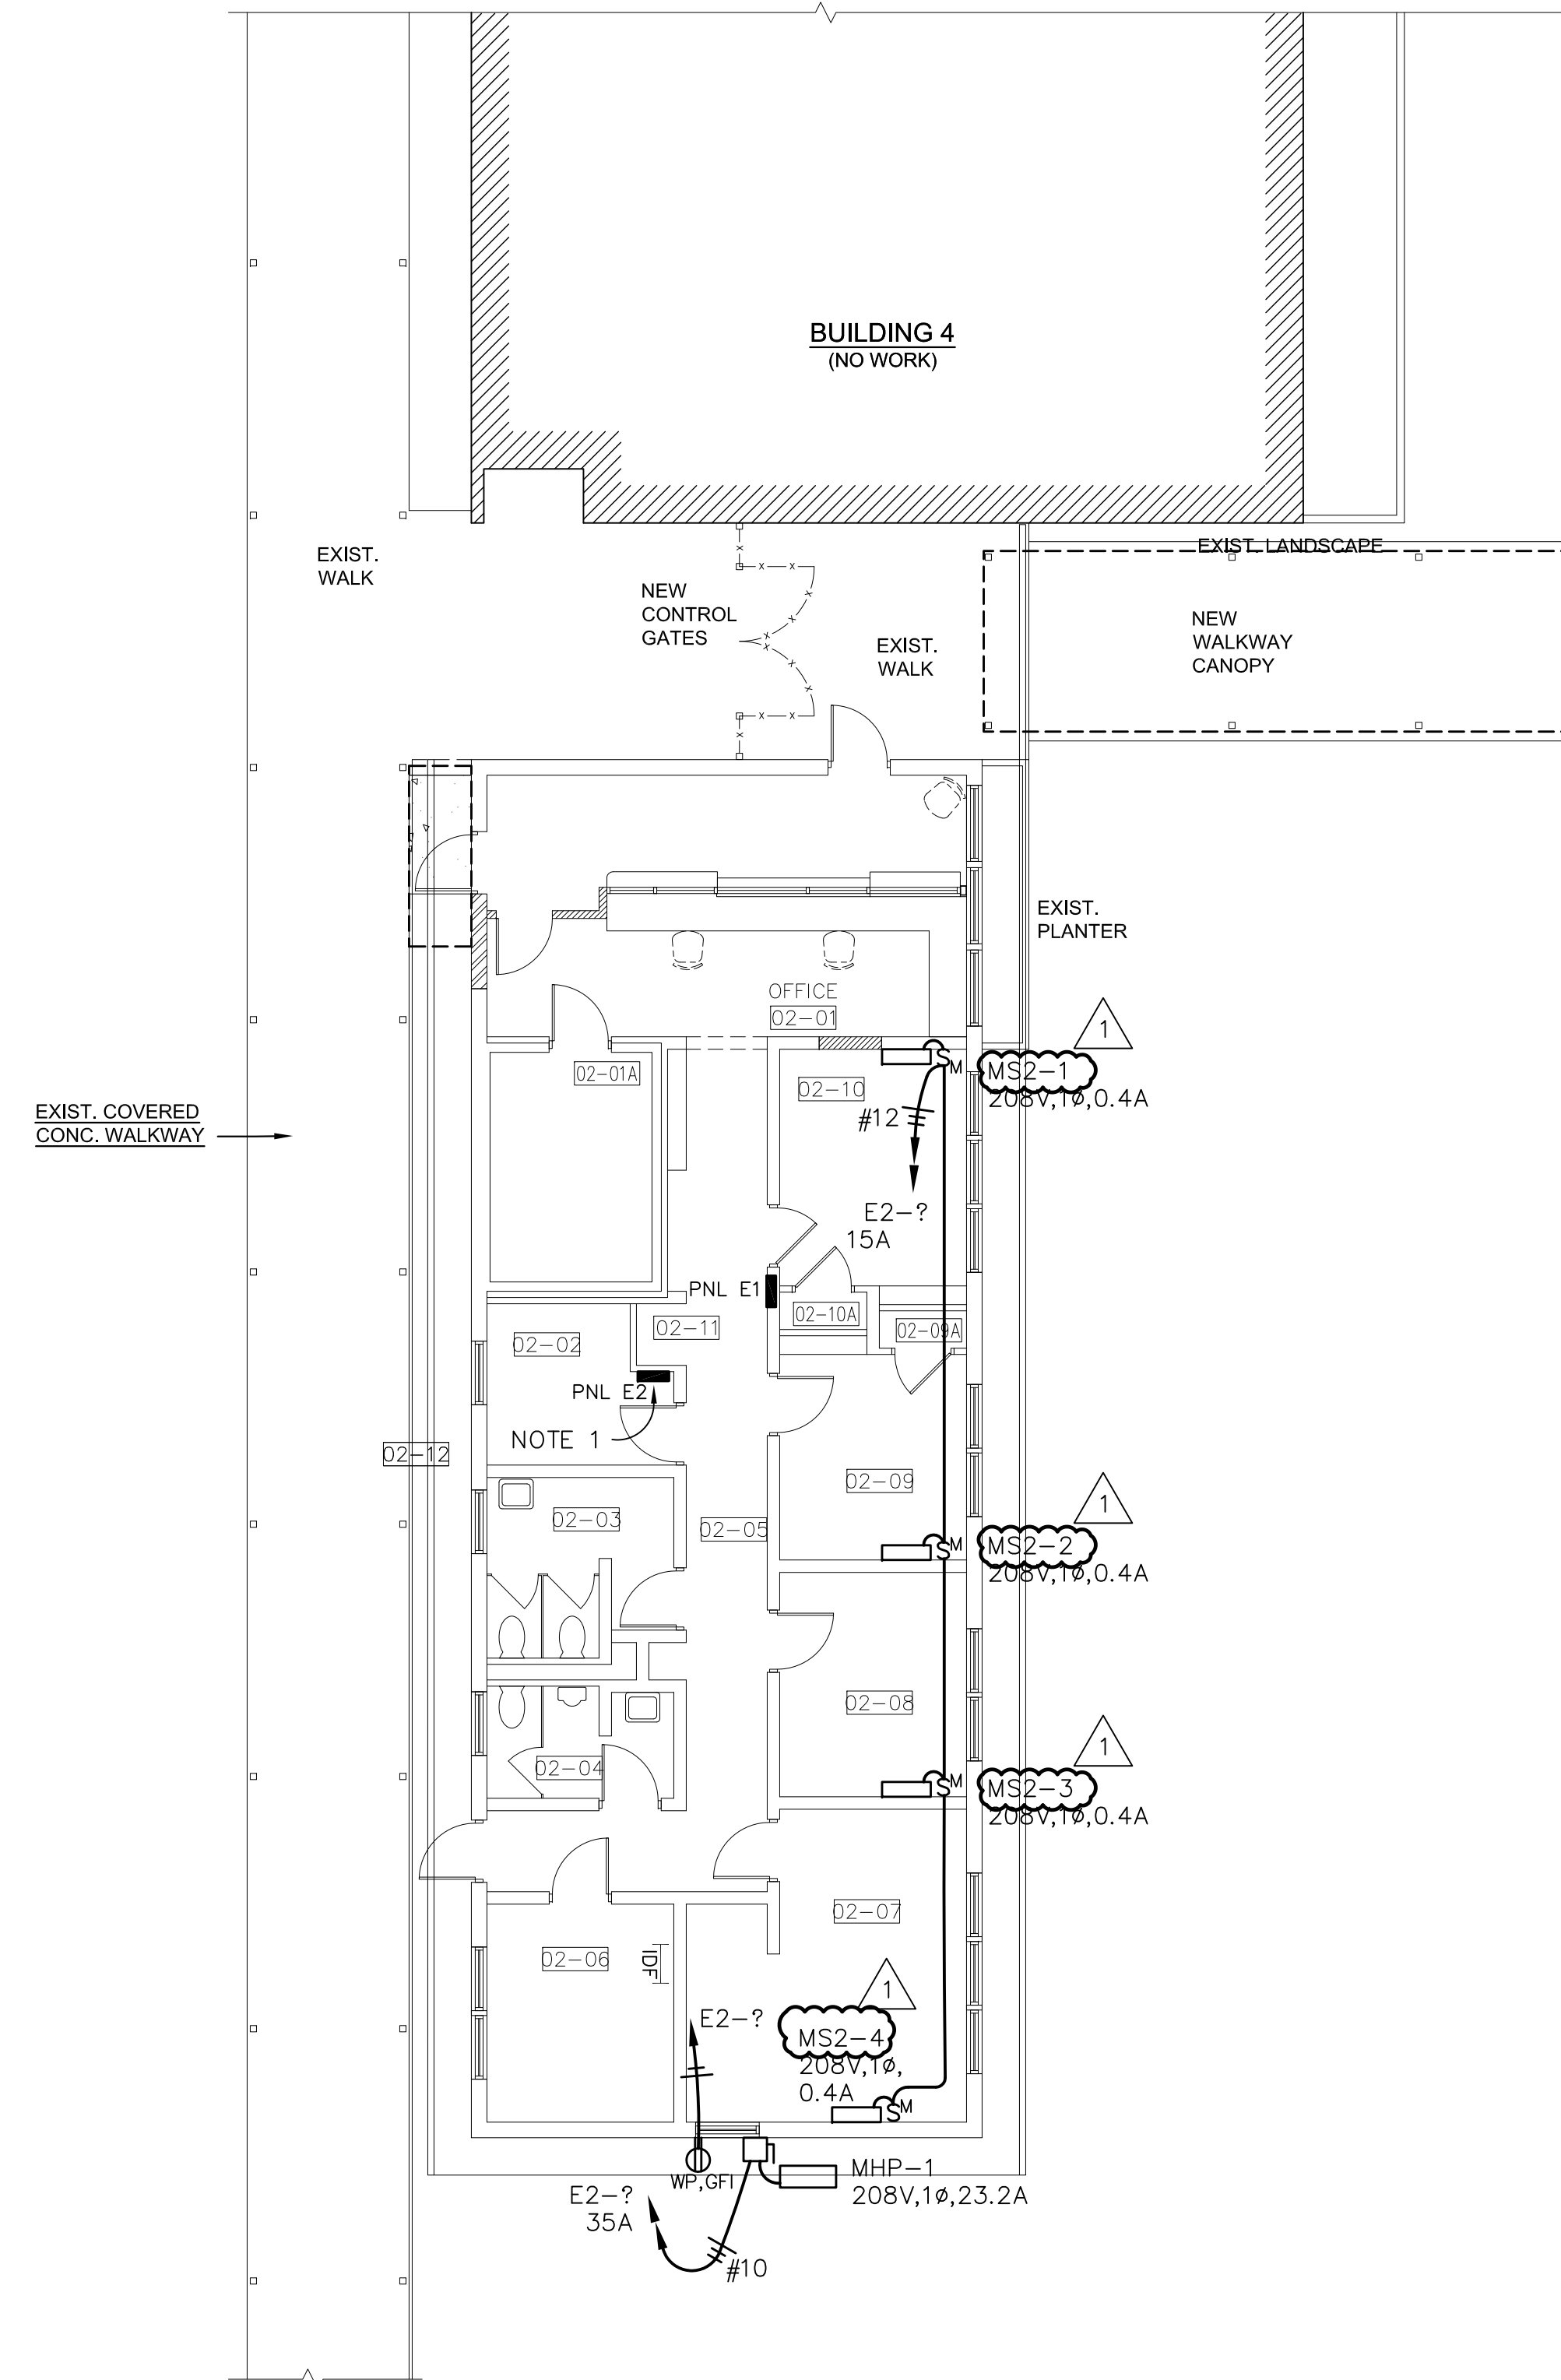 BUILDING 4
(NO WORK)
EXIST.
WALK
NEW
CONTROL
GATES
EXIST.
WALK
EXIST. LANDSCAPE
NEW
WALKWAY
CANOPY
EXIST.
PLANTER
OFFICE
02-01
1
02-01A
02-10
S M
MS2-1
208V,1ø,0.4A
EXIST. COVERED
CONC. WALKWAY
#12
E2-?
15A
PNL E1
02-10A
02-11
02-09A
02-02
PNL E2
NOTE 1
02-12
02-09
1
02-03
02-05
S M
MS2-2
208V,1ø,0.4A
02-08
1
02-04
S M
MS2-3
208V,1ø,0.4A
02-07
02-06
IDF
1
E2-?
MS2-4
208V,1ø,
0.4A
S M
WP,GFI
MHP-1
208V,1ø,23.2A
E2-?
35A
#10